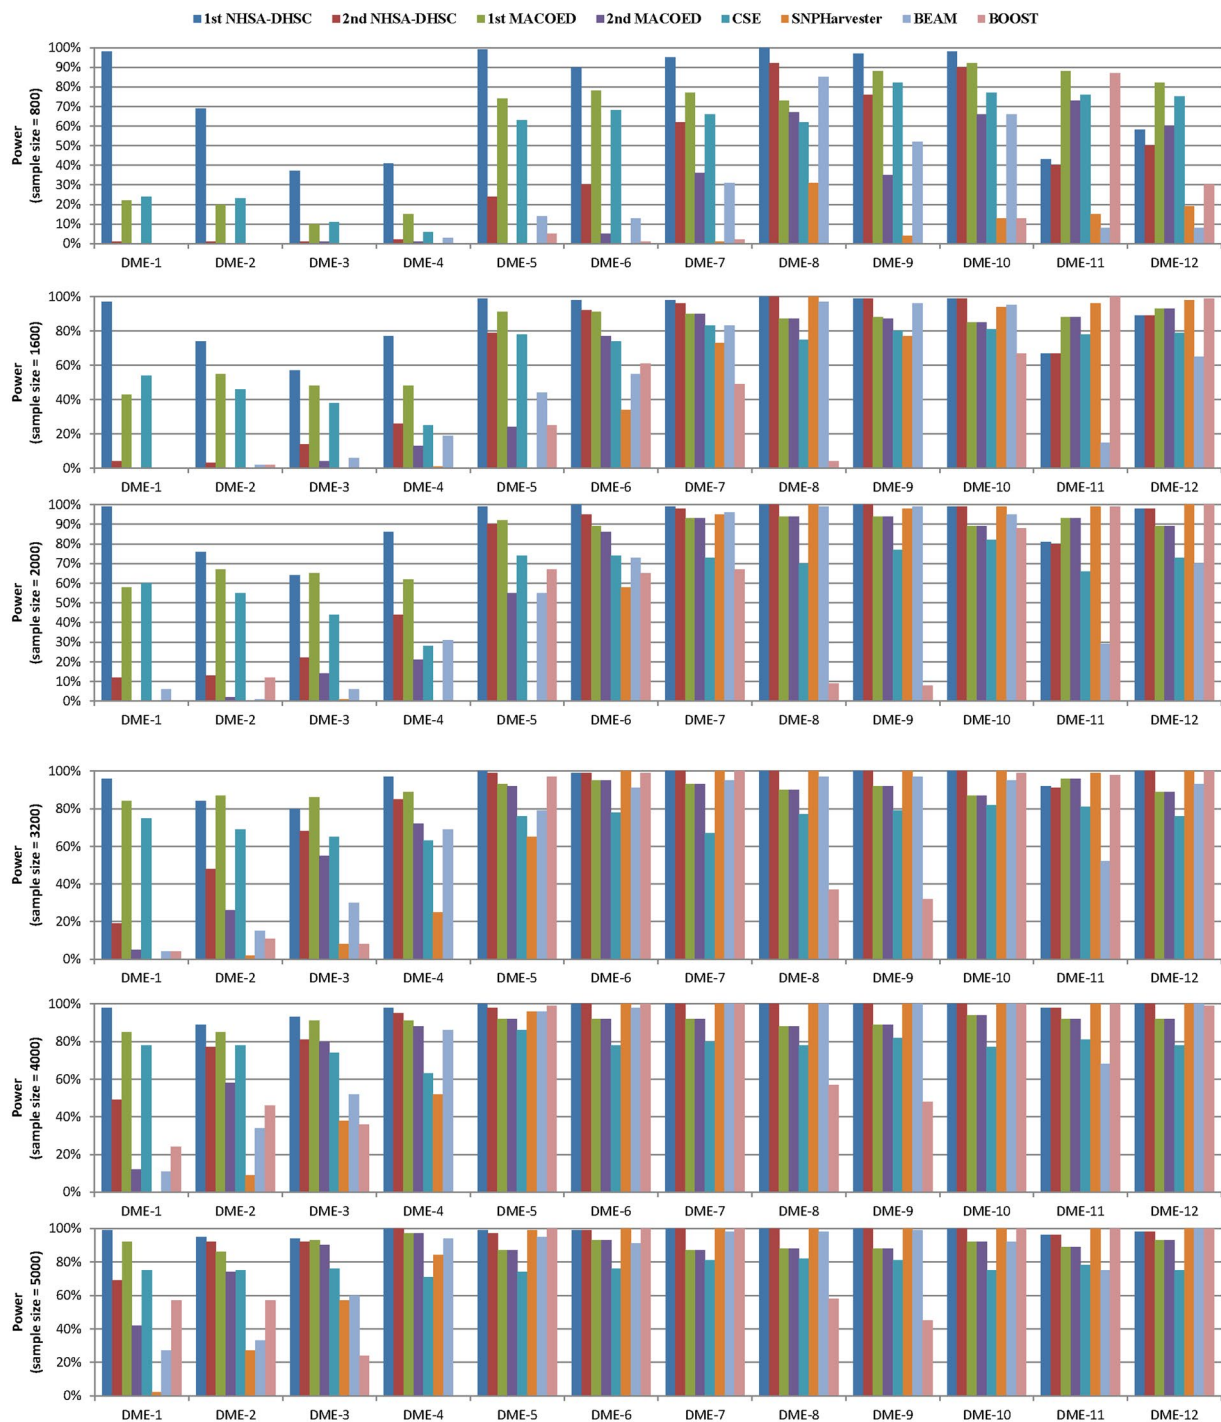 1st NHSA-DHSC 2nd NHSA-DHSC 1st MACOED 2nd MACOED CSE SNPHarvester BEAM BOOST
Power
(sample size = 800)
100%
90%
80%
70%
60%
50%
40%
30%
20%
10%
0%
DME-1 DME-2 DME-3 DME-4 DME-5 DME-6 DME-7 DME-8 DME-9 DME-10 DME-11 DME-12
Power
(sample size = 1600)
100%
80%
60%
40%
20%
0%
DME-1 DME-2 DME-3 DME-4 DME-5 DME-6 DME-7 DME-8 DME-9 DME-10 DME-11 DME-12
Power
(sample size = 2000)
100%
90%
80%
70%
60%
50%
40%
30%
20%
10%
0%
DME-1 DME-2 DME-3 DME-4 DME-5 DME-6 DME-7 DME-8 DME-9 DME-10 DME-11 DME-12
Power
(sample size = 3200)
100%
80%
60%
40%
20%
0%
DME-1 DME-2 DME-3 DME-4 DME-5 DME-6 DME-7 DME-8 DME-9 DME-10 DME-11 DME-12
Power
(sample size = 4000)
100%
80%
60%
40%
20%
0%
DME-1 DME-2 DME-3 DME-4 DME-5 DME-6 DME-7 DME-8 DME-9 DME-10 DME-11 DME-12
Power
(sample size = 5000)
100%
80%
60%
40%
20%
0%
DME-1 DME-2 DME-3 DME-4 DME-5 DME-6 DME-7 DME-8 DME-9 DME-10 DME-11 DME-12